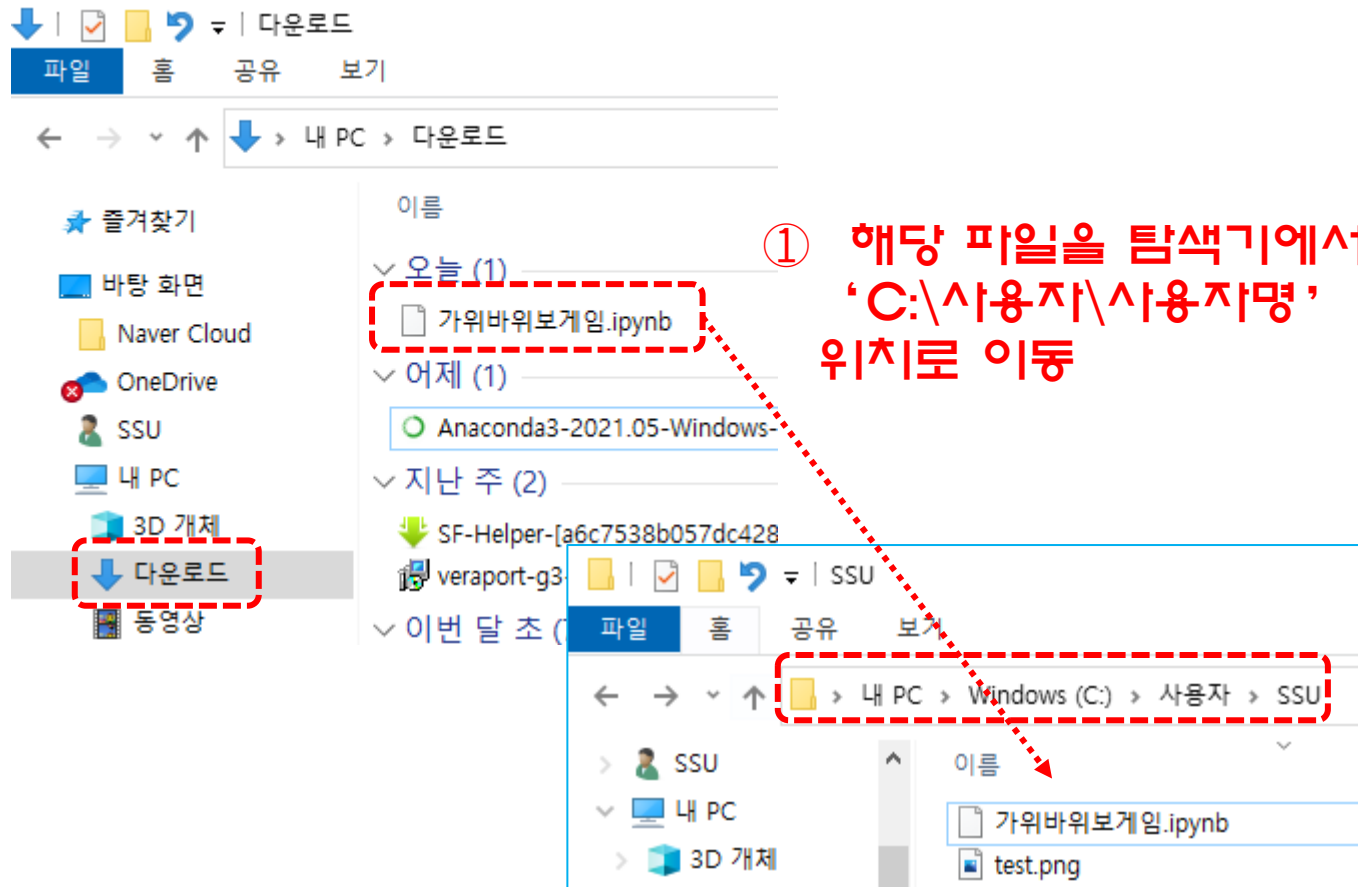 다운로드
파일 홈 공유 보기
내 PC > 다운로드
즐겨찾기
바탕 화면
Naver Cloud
OneDrive
SSU
내 PC
3D 개체
다운로드
동영상
이름
오늘 (1)
가위바위보게임.ipynb
어제 (1)
Anaconda3-2021.05-Windows-
지난 주 (2)
SF-Helper-[a6c7538b057dc428
veraport-g3-
이번 달 초 (
① 해당 파일을 탐색기에서
‘C:\사용자\사용자명’
위치로 이동
SSU
파일 홈 공유 보기
내 PC > Windows (C:) > 사용자 > SSU
SSU
내 PC
3D 개체
이름
가위바위보게임.ipynb
test.png